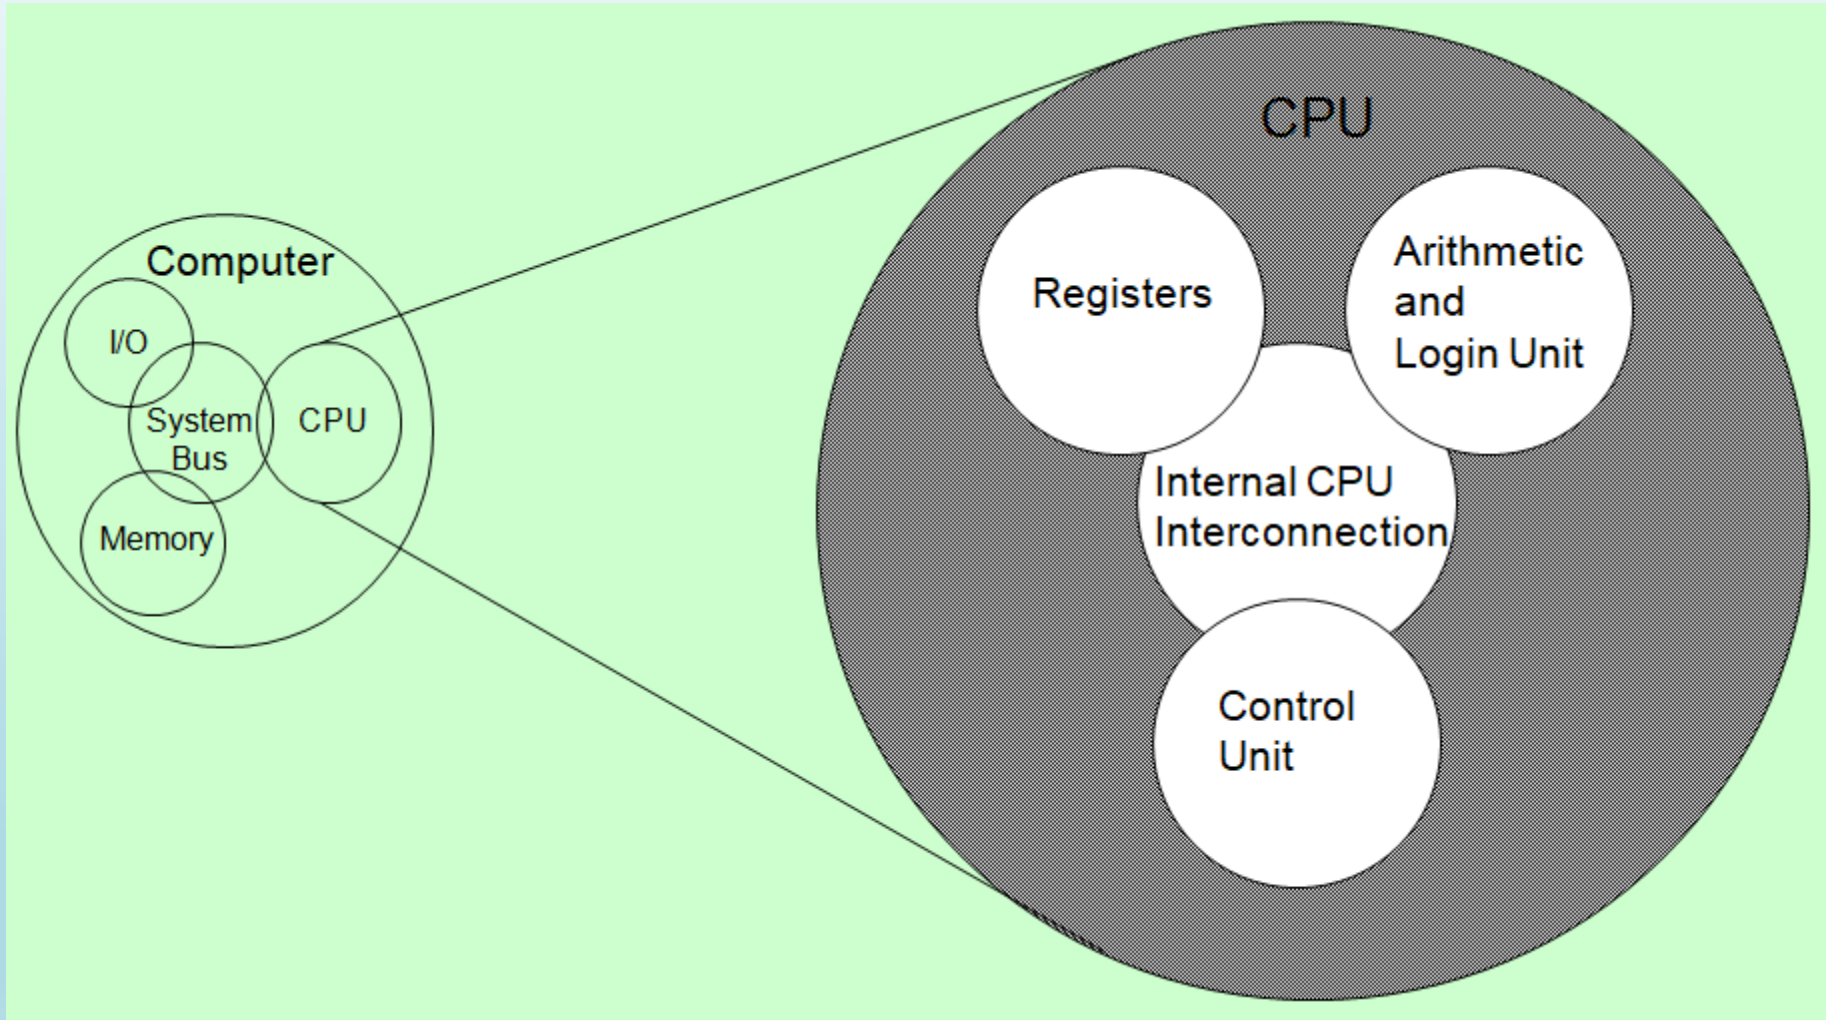 Computer
I/O
System
Bus
CPU
Memory
CPU
Registers
Arithmetic
and
Login Unit
Internal CPU
Interconnection
Control
Unit